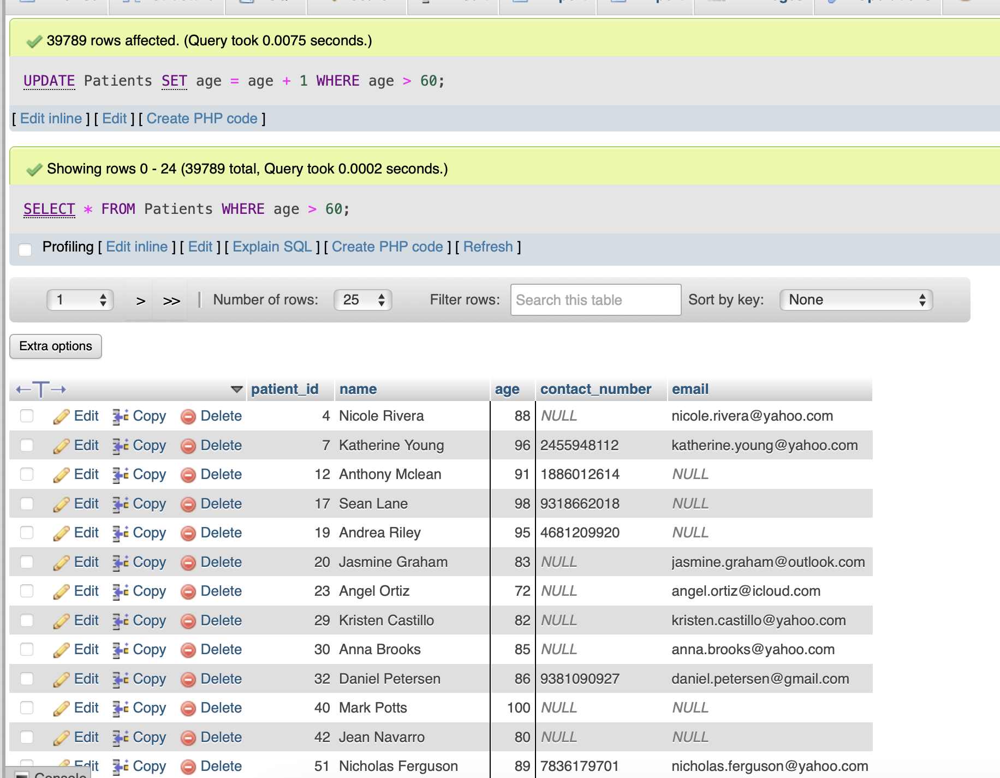 39789 rows affected. (Query took 0.0075 seconds.)
UPDATE Patients SET age = age + 1 WHERE age > 60;
[ Edit inline ] [ Edit ] [ Create PHP code ]
Showing rows 0 - 24 (39789 total, Query took 0.0002 seconds.)
SELECT * FROM Patients WHERE age > 60;
Profiling [ Edit inline ] [ Edit ] [ Explain SQL ] [ Create PHP code ] [ Refresh ]
1 > >> | Number of rows: 25 Filter rows: Search this table Sort by key: None
Extra options
←T→ patient_id name age contact_number email
Edit Copy Delete 4 Nicole Rivera 88 NULL nicole.rivera@yahoo.com
Edit Copy Delete 7 Katherine Young 96 2455948112 katherine.young@yahoo.com
Edit Copy Delete 12 Anthony Mclean 91 1886012614 NULL
Edit Copy Delete 17 Sean Lane 98 9318662018 NULL
Edit Copy Delete 19 Andrea Riley 95 4681209920 NULL
Edit Copy Delete 20 Jasmine Graham 83 NULL jasmine.graham@outlook.com
Edit Copy Delete 23 Angel Ortiz 72 NULL angel.ortiz@icloud.com
Edit Copy Delete 29 Kristen Castillo 82 NULL kristen.castillo@yahoo.com
Edit Copy Delete 30 Anna Brooks 85 NULL anna.brooks@yahoo.com
Edit Copy Delete 32 Daniel Petersen 86 9381090927 daniel.petersen@gmail.com
Edit Copy Delete 40 Mark Potts 100 NULL NULL
Edit Copy Delete 42 Jean Navarro 80 NULL NULL
Edit Copy Delete 51 Nicholas Ferguson 89 7836179701 nicholas.ferguson@yahoo.com
Console